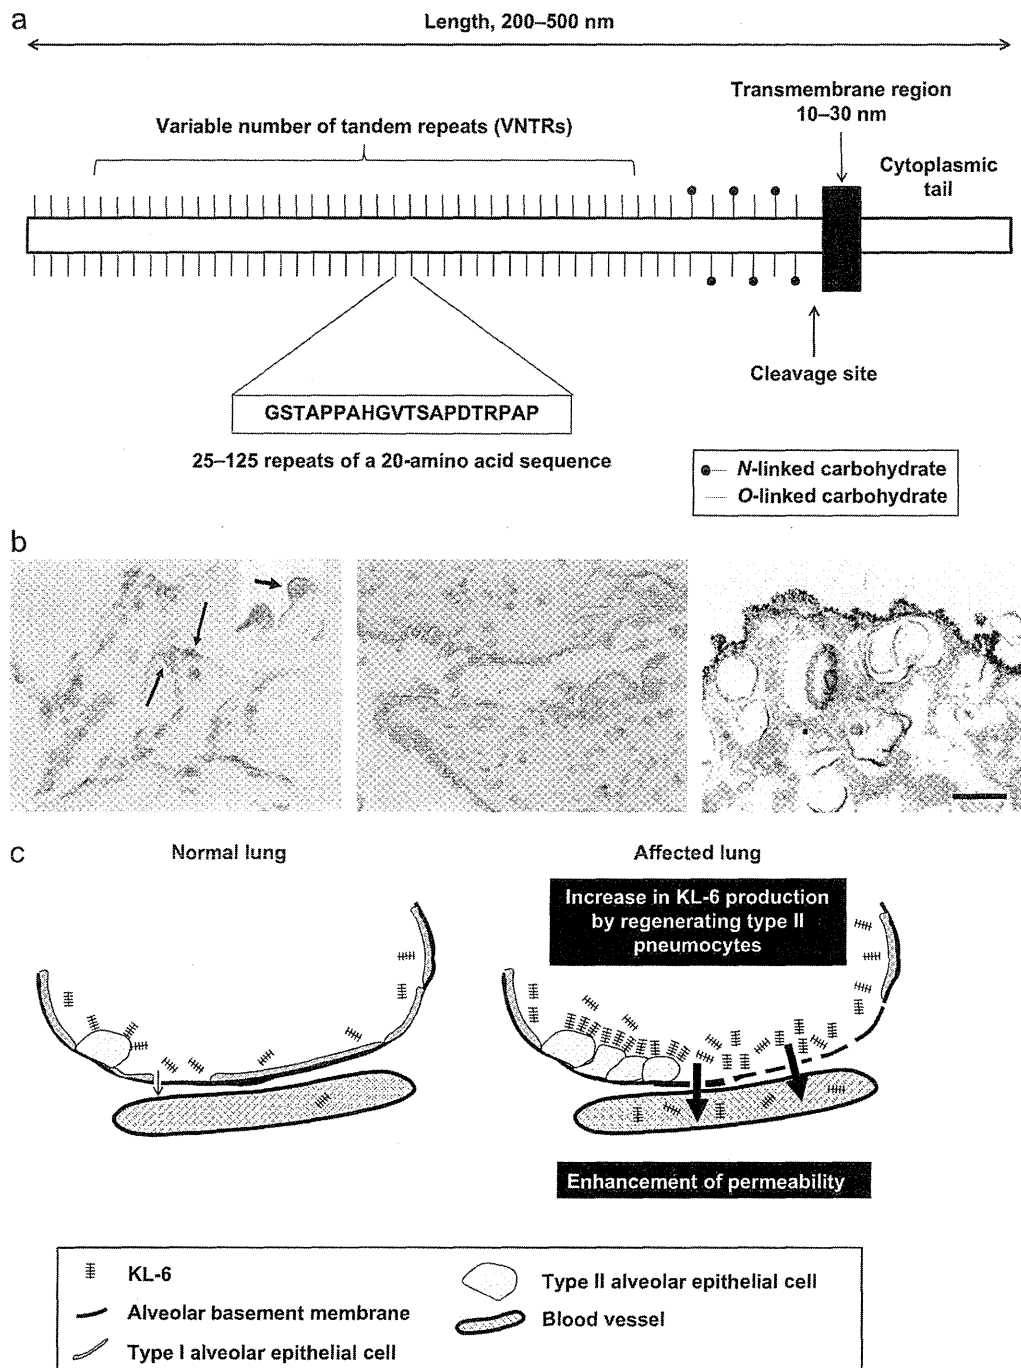 a
Length, 200–500 nm
Transmembrane region
10–30 nm
Variable number of tandem repeats (VNTRs)
Cytoplasmic
tail
Cleavage site
GSTAPPAHGVTSAPDTRPAP
25–125 repeats of a 20-amino acid sequence
N-linked carbohydrate
O-linked carbohydrate
b
c
Normal lung
Affected lung
Increase in KL-6 production
by regenerating type II
pneumocytes
Enhancement of permeability
KL-6
Alveolar basement membrane
Type I alveolar epithelial cell
Type II alveolar epithelial cell
Blood vessel